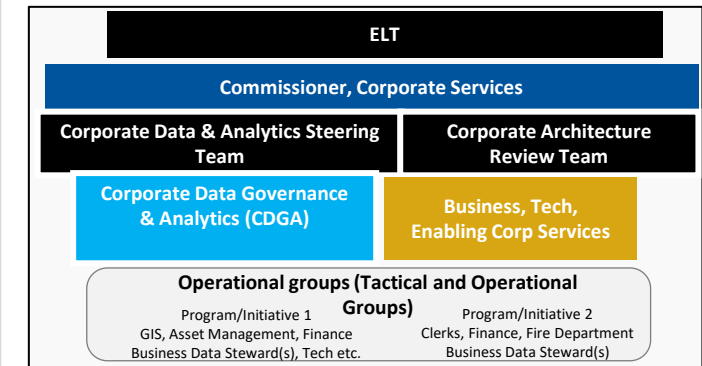 ELT
Commissioner, Corporate Services
Corporate Data & Analytics Steering
Team
Corporate Architecture
Review Team
Corporate Data Governance
& Analytics (CDGA)
Business, Tech,
Enabling Corp Services
Operational groups (Tactical and Operational
Groups)
Program/Initiative 1
GIS, Asset Management, Finance
Business Data Steward(s), Tech etc.
Program/Initiative 2
Clerks, Finance, Fire Department
Business Data Steward(s)